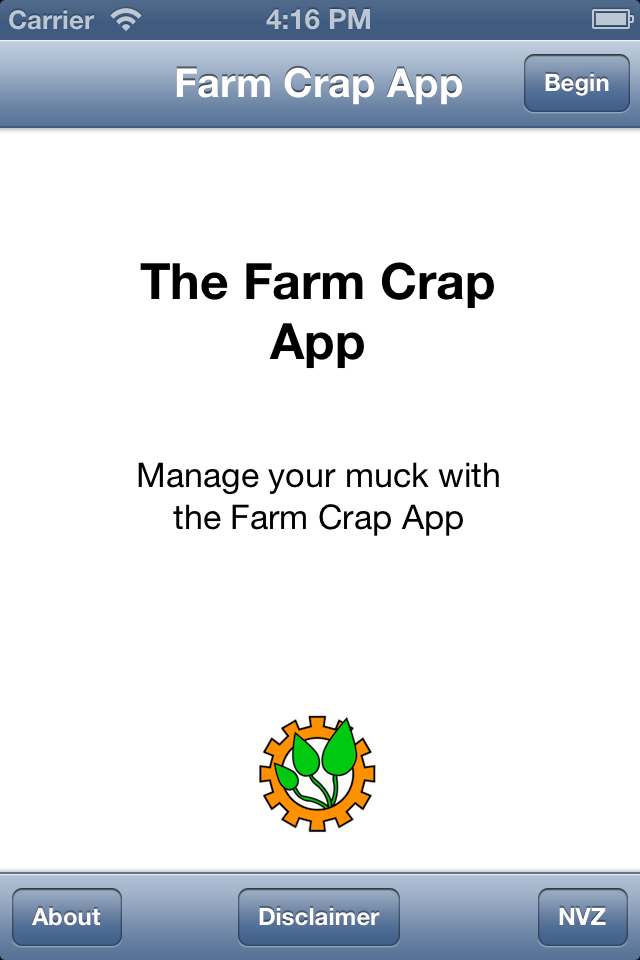 Carrier 4:16 PM
Farm Crap App Begin
The Farm Crap
App
Manage your muck with
the Farm Crap App
About Disclaimer NVZ